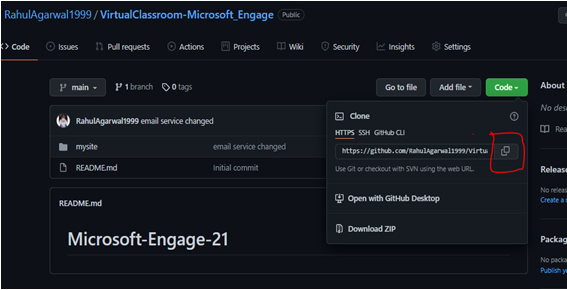 RahulAgarwal1999 / VirtualClassroom-Microsoft_Engage Public
Code Issues Pull requests Actions Projects Wiki Security Insights Settings
main 1 branch 0 tags Go to file Add file Code
RahulAgarwal1999 email service changed
mysite email service changed
README.md Initial commit
README.md
Microsoft-Engage-21
Clone
HTTPS SSH GitHub CLI
https://github.com/RahulAgarwal1999/Virtua
Use Git or checkout with SVN using the web URL.
Open with GitHub Desktop
Download ZIP
About
No des
Rea
Release
No releas
Create a
Packag
No packa
Publish yo